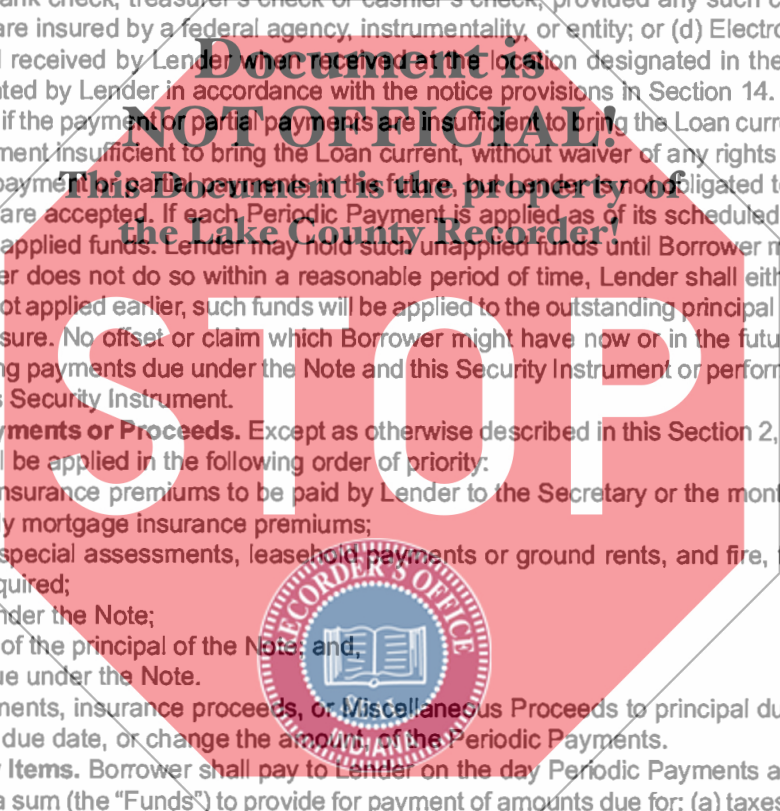 bank check, treasurer's check or cashier's check, provided any such
are insured by a federal agency, instrumentality, or entity; or (d) Electro
received by Lender when received at the location designated in the
Document is
ted by Lender in accordance with the notice provisions in Section 14.
NOT OFFICIAL!
if the payment or partial payments are insufficient to bring the Loan curr
ment insufficient to bring the Loan current, without waiver of any rights
payment or partial payments in the future, but Lender is not obligated t
This Document is the property of
are accepted. If each Periodic Payment is applied as of its scheduled
the Lake County Recorder!
applied funds. Lender may hold such unapplied funds until Borrower m
er does not do so within a reasonable period of time, Lender shall eith
ot applied earlier, such funds will be applied to the outstanding principal
sure. No offset or claim which Borrower might have now or in the futu
ng payments due under the Note and this Security Instrument or perform
s Security Instrument.
STOP
yments or Proceeds. Except as otherwise described in this Section 2,
l be applied in the following order of priority:
nsurance premiums to be paid by Lender to the Secretary or the mont
ly mortgage insurance premiums;
special assessments, leasehold payments or ground rents, and fire,
quired;
nder the Note;
of the principal of the Note; and,
ue under the Note.
RECORDER'S OFFICE
SEAL
INDIANA
ments, insurance proceeds, or Miscellaneous Proceeds to principal du
due date, or change the amount, of the Periodic Payments.
Items. Borrower shall pay to Lender on the day Periodic Payments a
a sum (the “Funds”) to provide for payment of amounts due for: (a) taxes